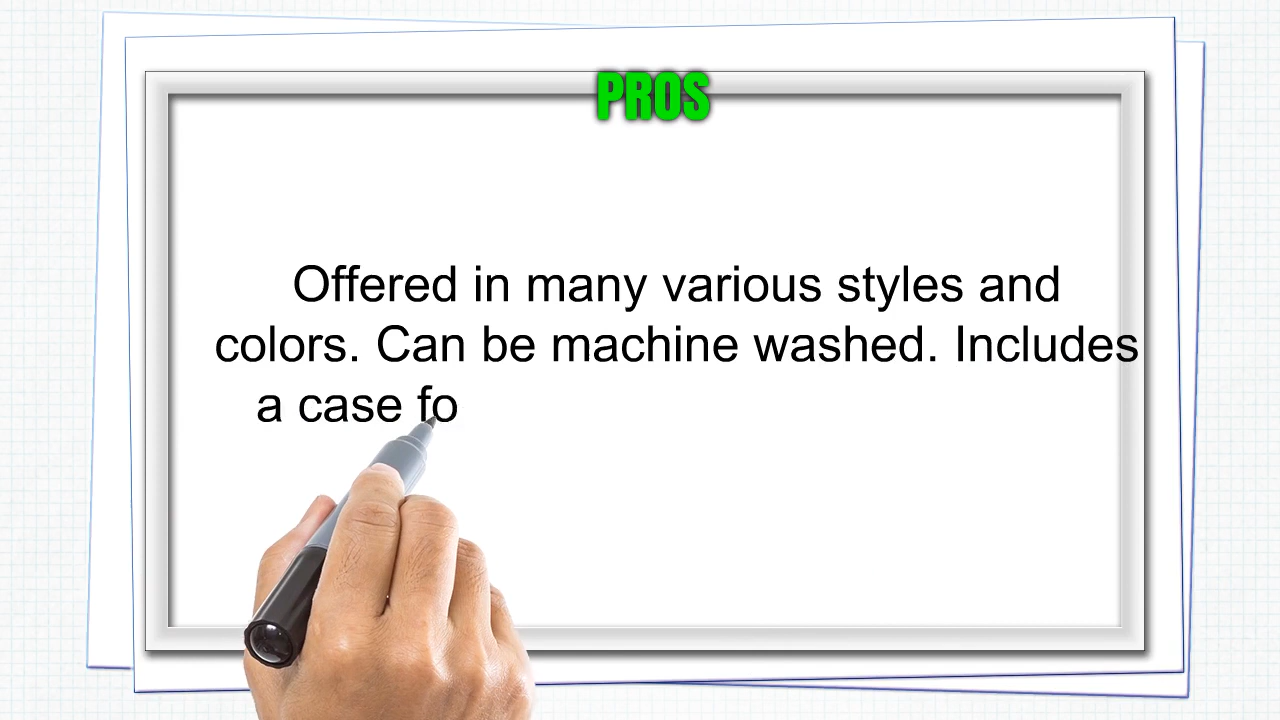 PROS
Offered in many various styles and
colors. Can be machine washed. Includes
a case fo